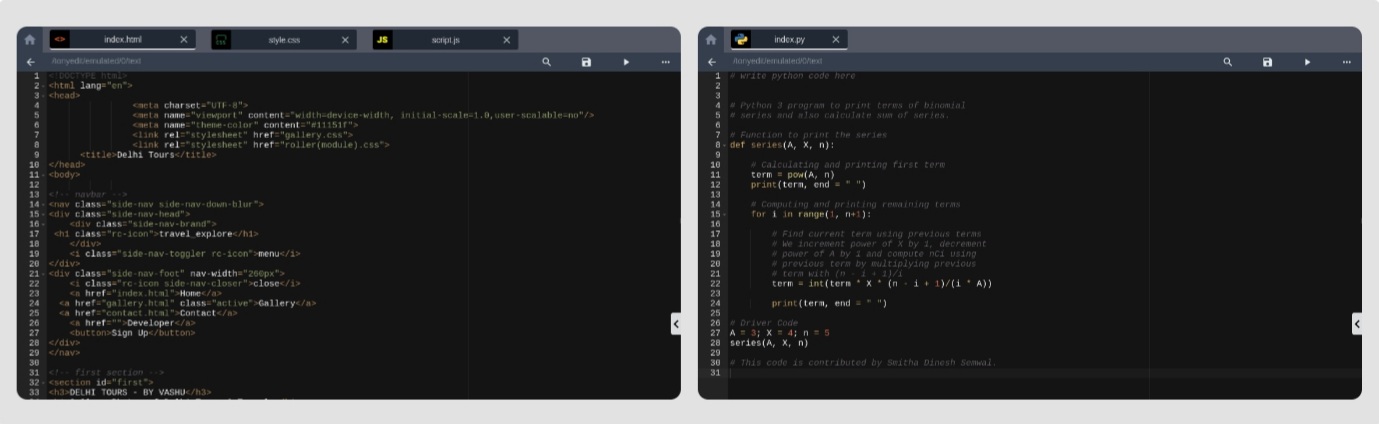 index.html
style.css
script.js
/tonyedit/emulated/0/text
1 <!DOCTYPE html>
2 <html lang="en">
3 <head>
4 <meta charset="UTF-8">
5 <meta name="viewport" content="width=device-width, initial-scale=1.0,user-scalable=no"/>
6 <meta name="theme-color" content="#11151f">
7 <link rel="stylesheet" href="gallery.css">
8 <link rel="stylesheet" href="roller(module).css">
9 <title>Delhi Tours</title>
10 </head>
11 <body>
12
13 <!-- navbar -->
14 <nav class="side-nav side-nav-down-blur">
15 <div class="side-nav-head">
16 <div class="side-nav-brand">
17 <h1 class="rc-icon">travel_explore</h1>
18 </div>
19 <i class="side-nav-toggler rc-icon">menu</i>
20 </div>
21 <div class="side-nav-foot" nav-width="200px">
22 <i class="rc-icon side-nav-closer">close</i>
23 <a href="index.html">Home</a>
24 <a href="gallery.html" class="active">Gallery</a>
25 <a href="contact.html">Contact</a>
26 <a href="">Developer</a>
27 <button>Sign Up</button>
28 </div>
29 </nav>
30
31 <!-- first section -->
32 <section id="first">
33 <h3>DELHI TOURS - BY VASHU</h3>
index.py
/tonyedit/emulated/0/text
1 # write python code here
2
3
4 # Python 3 program to print terms of binomial
5 # series and also calculate sum of series.
6
7 # Function to print the series
8 def series(A, X, n):
9
10 # Calculating and printing first term
11 term = pow(A, n)
12 print(term, end = " ")
13
14 # Computing and printing remaining terms
15 for i in range(1, n+1):
16
17 # Find current term using previous terms
18 # We increment power of X by 1, decrement
19 # power of A by 1 and compute nCi using
20 # previous term by multiplying previous
21 # term with (n - i + 1)/i
22 term = int(term * X * (n - i + 1)/(i * A))
23
24 print(term, end = " ")
25
26 # Driver Code
27 A = 3; X = 4; n = 5
28 series(A, X, n)
29
30 # This code is contributed by Smitha Dinesh Semwal.
31